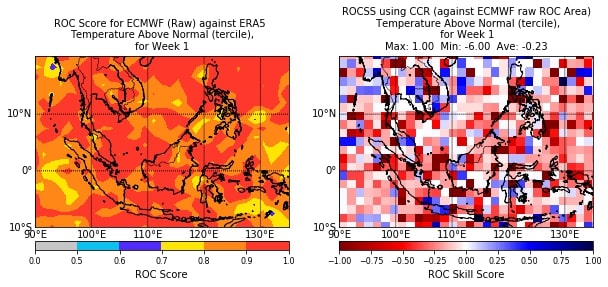 ROC Score for ECMWF (Raw) against ERA5
Temperature Above Normal (tercile),
for Week 1
10°N
0°
10°S
90°E
100°E
110°E
120°E
130°E
0.0
0.5
0.6
0.7
0.8
0.9
1.0
ROC Score
ROCSS using CCR (against ECMWF raw ROC Area)
Temperature Above Normal (tercile),
for Week 1
Max: 1.00 Min: -6.00 Ave: -0.23
10°N
0°
10°S
90°E
100°E
110°E
120°E
130°E
−1.00
−0.75
−0.50
−0.25
0.00
0.25
0.50
0.75
1.00
ROC Skill Score